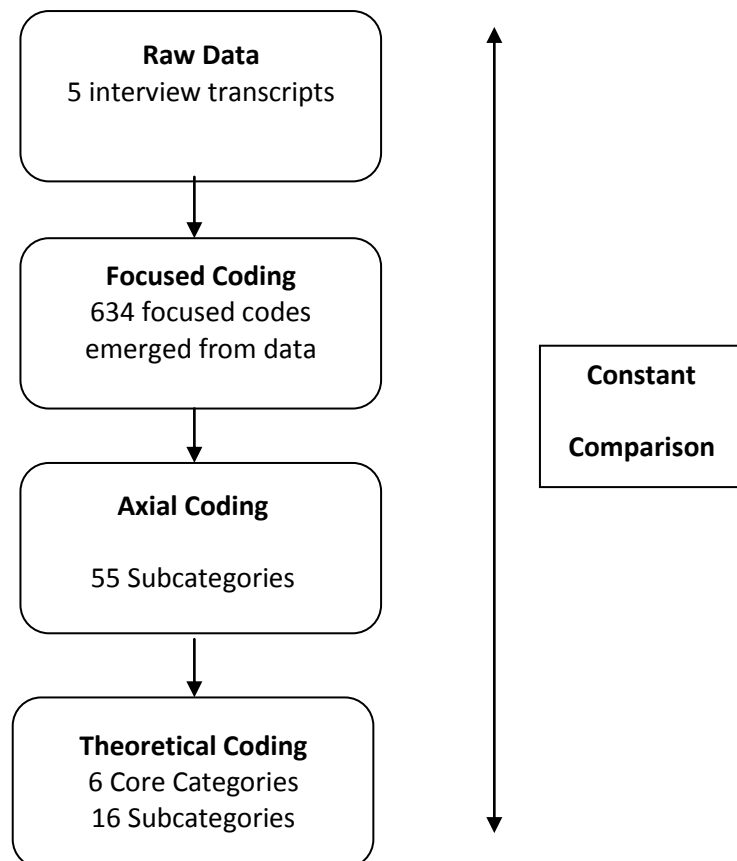 Raw Data
5 interview transcripts
Focused Coding
634 focused codes
emerged from data
Axial Coding
55 Subcategories
Theoretical Coding
6 Core Categories
16 Subcategories
Constant
Comparison